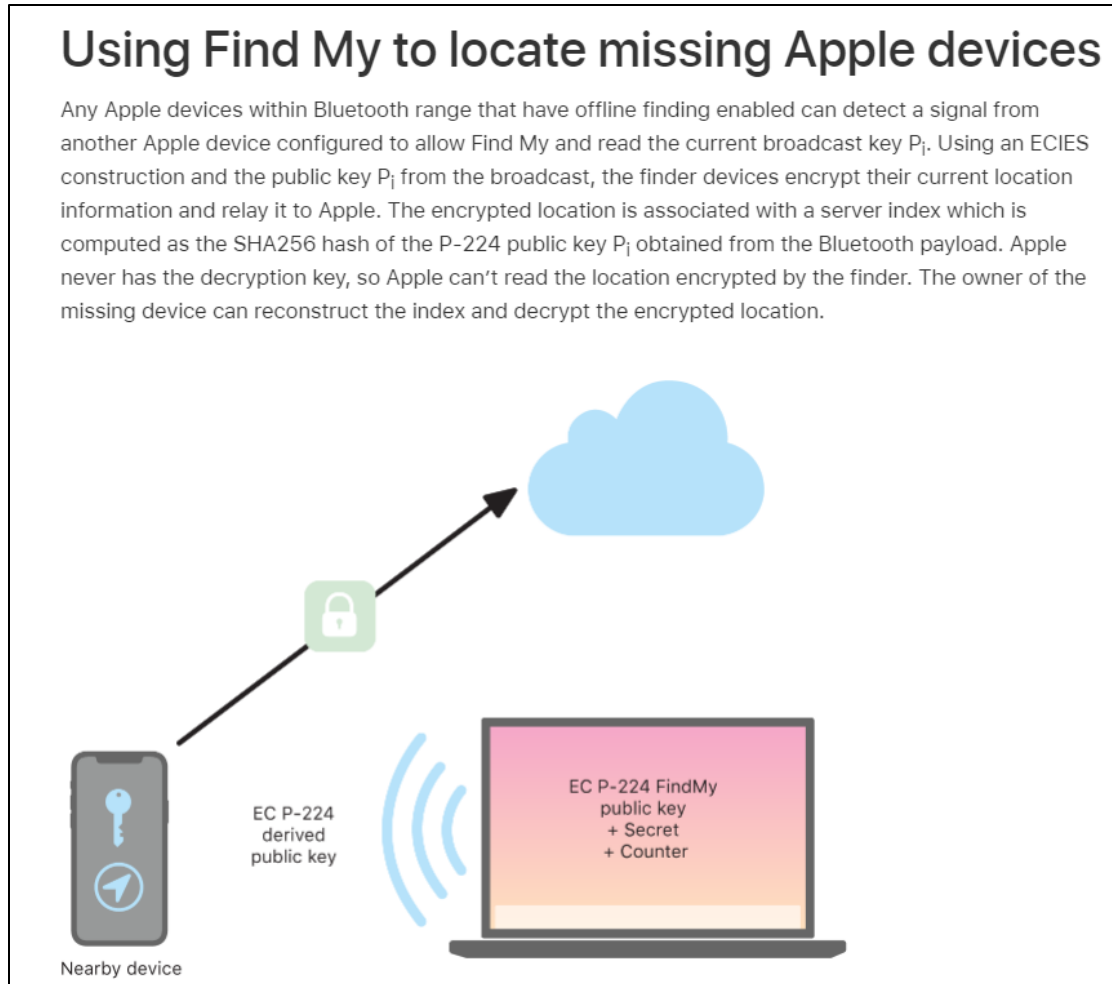 Using Find My to locate missing Apple devices
Any Apple devices within Bluetooth range that have offline finding enabled can detect a signal from
another Apple device configured to allow Find My and read the current broadcast key Pi. Using an ECIES
construction and the public key Pi from the broadcast, the finder devices encrypt their current location
information and relay it to Apple. The encrypted location is associated with a server index which is
computed as the SHA256 hash of the P-224 public key Pi obtained from the Bluetooth payload. Apple
never has the decryption key, so Apple can’t read the location encrypted by the finder. The owner of the
missing device can reconstruct the index and decrypt the encrypted location.
EC P-224 FindMy
public key
+ Secret
+ Counter
EC P-224
derived
public key
Nearby device